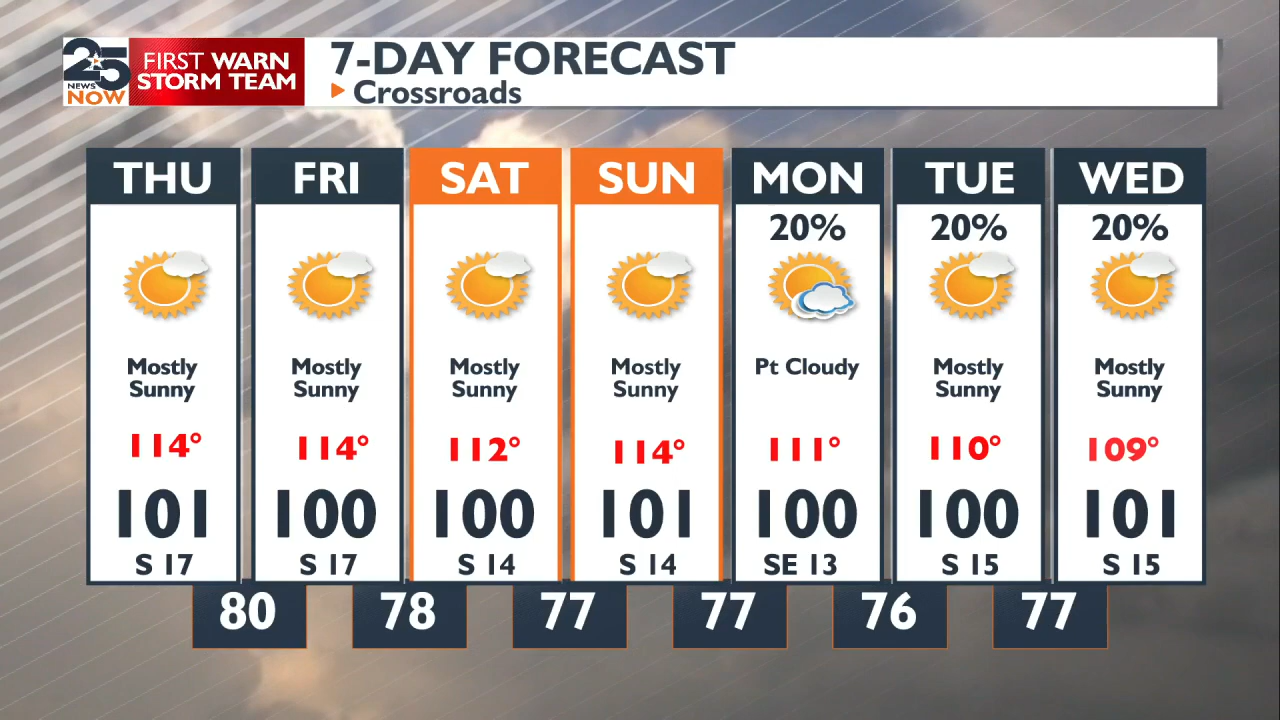 25
NEWS
NOW
FIRST WARN
STORM TEAM
7-DAY FORECAST
Crossroads
THU
Mostly
Sunny
114°
101
S 17
FRI
Mostly
Sunny
114°
100
S 17
SAT
Mostly
Sunny
112°
100
S 14
SUN
Mostly
Sunny
114°
101
S 14
MON
20%
Pt Cloudy
111°
100
SE 13
TUE
20%
Mostly
Sunny
110°
100
S 15
WED
20%
Mostly
Sunny
109°
101
S 15
80
78
77
77
76
77